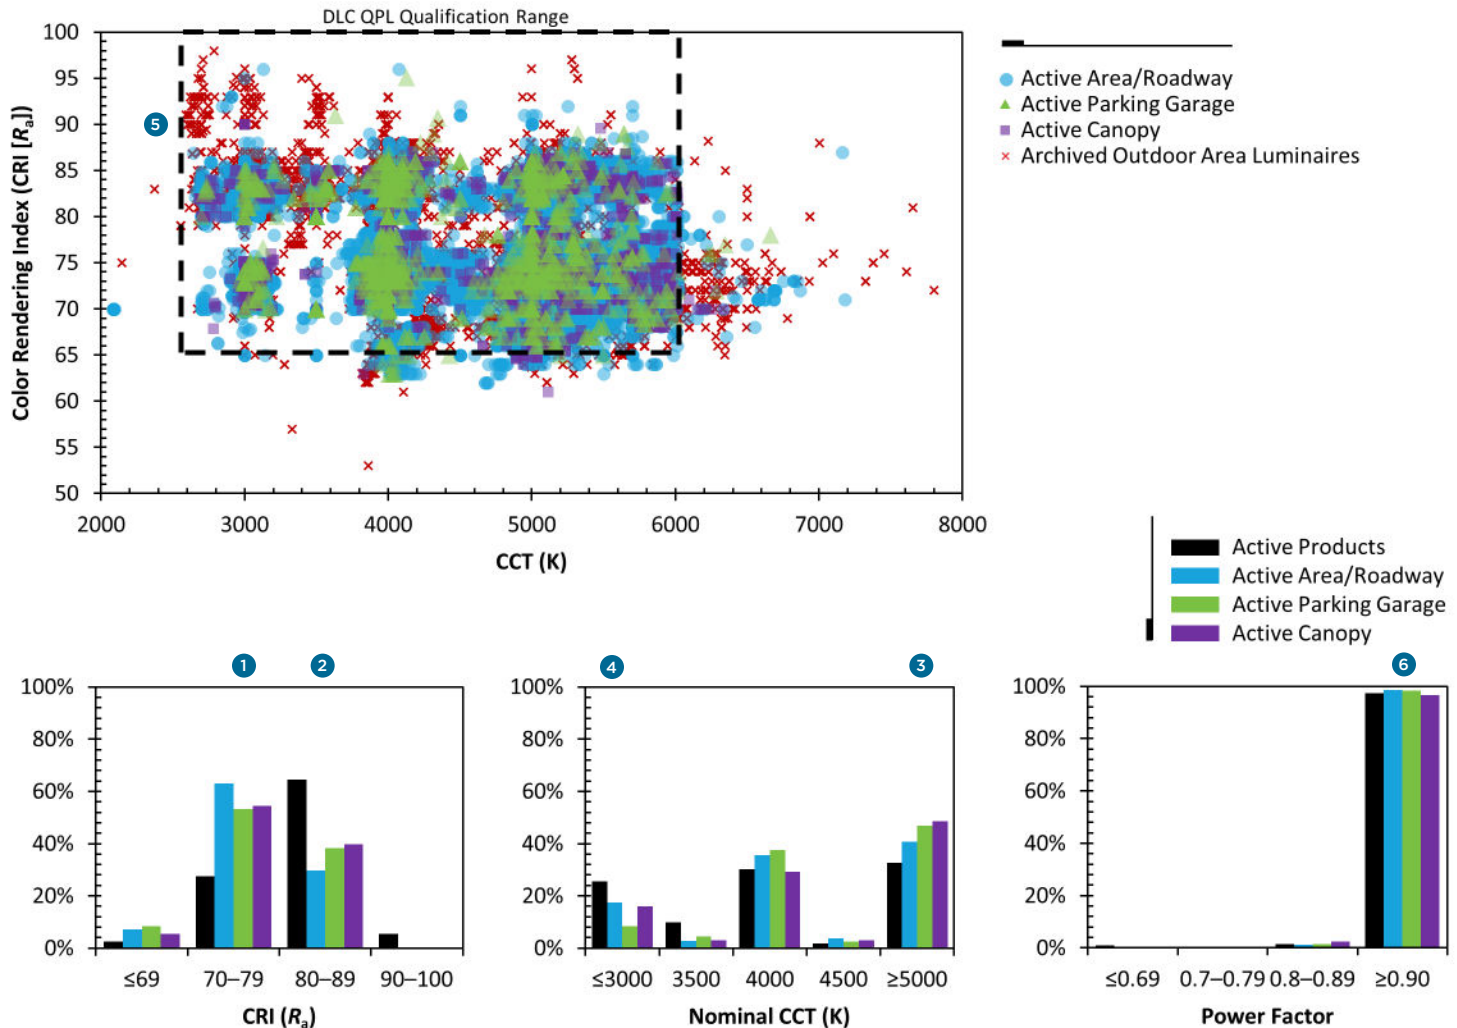 DLC QPL Qualification Range
100
95
90
85
80
75
70
65
60
55
50
Color Rendering Index (CRI [Ra])
5
2000 3000 4000 5000 6000 7000 8000
CCT (K)
Active Area/Roadway
Active Parking Garage
Active Canopy
Archived Outdoor Area Luminaires
Active Products
Active Area/Roadway
Active Parking Garage
Active Canopy
1 2
100%
80%
60%
40%
20%
0%
≤69 70–79 80–89 90–100
CRI (Ra)
4 3
100%
80%
60%
40%
20%
0%
≤3000 3500 4000 4500 ≥5000
Nominal CCT (K)
6
100%
80%
60%
40%
20%
0%
≤0.69 0.7–0.79 0.8–0.89 ≥0.90
Power Factor